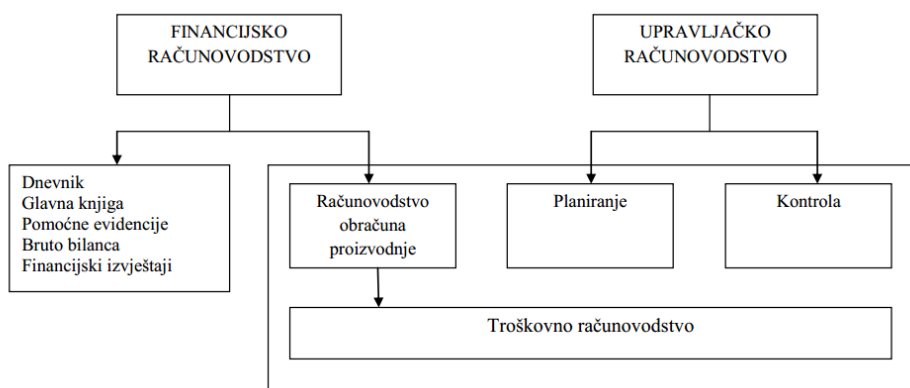 FINANCIJSKO
RAČUNOVODSTVO
UPRAVLJAČKO
RAČUNOVODSTVO
Dnevnik
Glavna knjiga
Pomoćne evidencije
Bruto bilanca
Financijski izvještaji
Računovodstvo
obračuna
proizvodnje
Planiranje
Kontrola
Troškovno računovodstvo